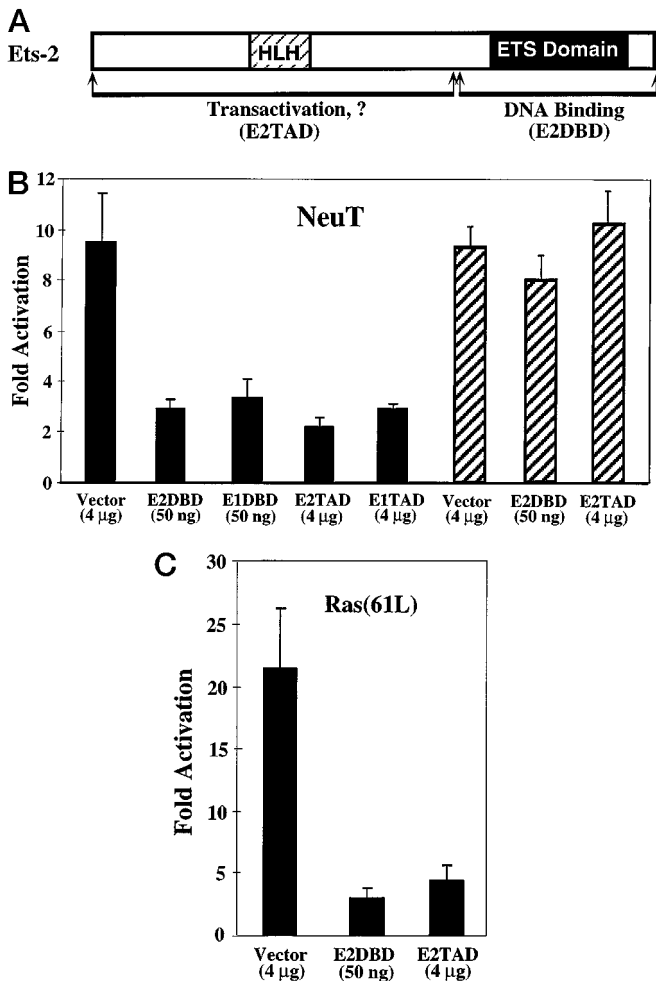 A
Ets-2
HLH
ETS Domain
Transactivation, ?
(E2TAD)
DNA Binding
(E2DBD)
B
NeuT
Fold Activation
12
10
8
6
4
2
0
Vector
(4 μg)
E2DBD
(50 ng)
E1DBD
(50 ng)
E2TAD
(4 μg)
E1TAD
(4 μg)
Vector
(4 μg)
E2DBD
(50 ng)
E2TAD
(4 μg)
C
Ras(61L)
Fold Activation
30
25
20
15
10
5
0
Vector
(4 μg)
E2DBD
(50 ng)
E2TAD
(4 μg)